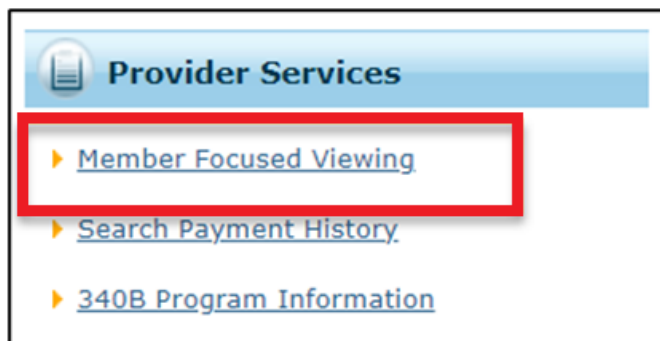 Provider Services
Member Focused Viewing
Search Payment History
340B Program Information